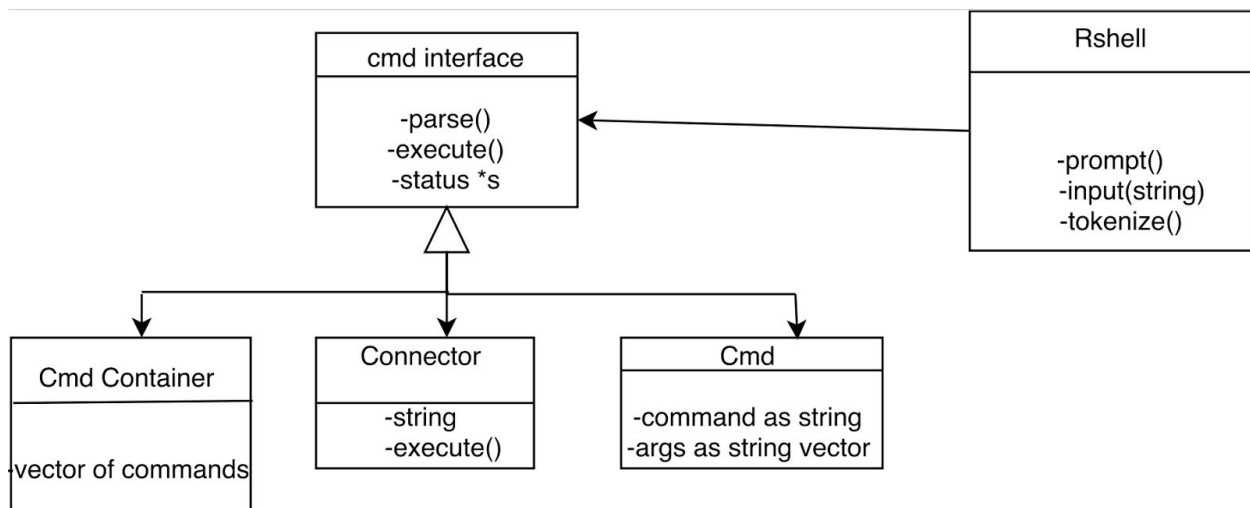 cmd interface
-parse()
-execute()
-status *s
Rshell
-prompt()
-input(string)
-tokenize()
Cmd Container
-vector of commands
Connector
-string
-execute()
Cmd
-command as string
-args as string vector